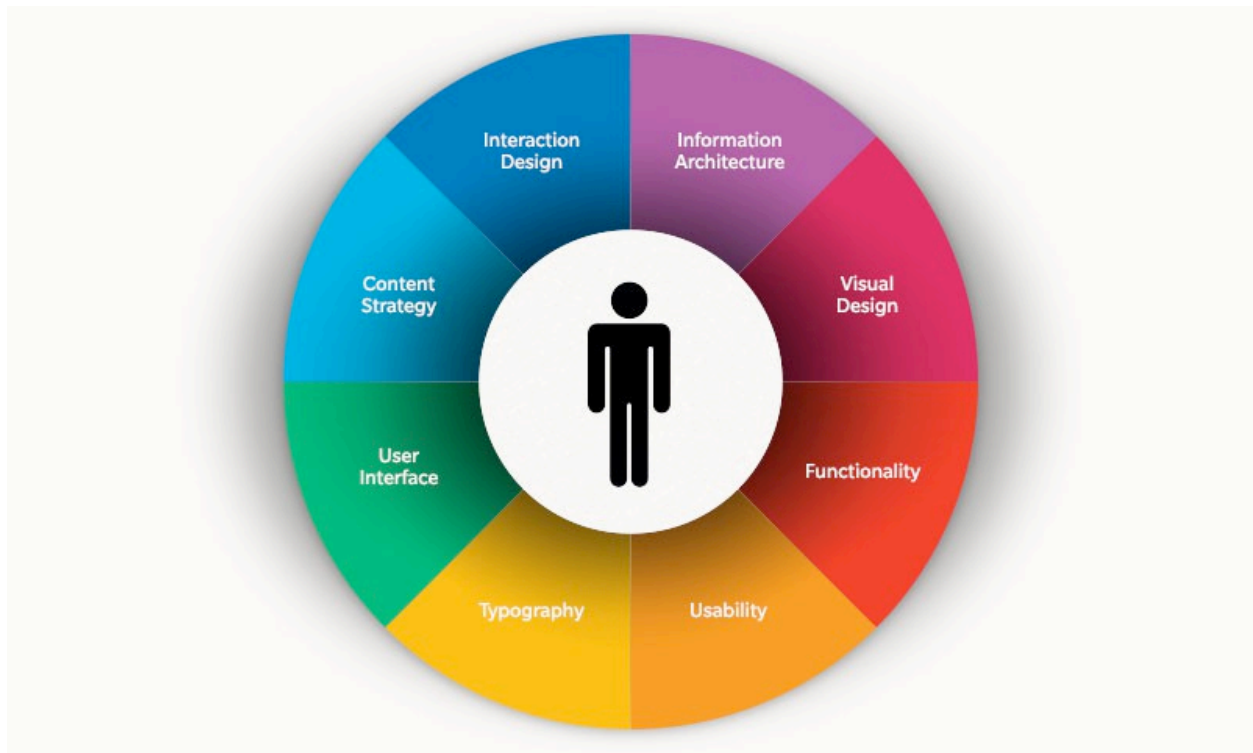 Interaction
Design
Information
Architecture
Visual
Design
Functionality
Usability
Typography
User
Interface
Content
Strategy